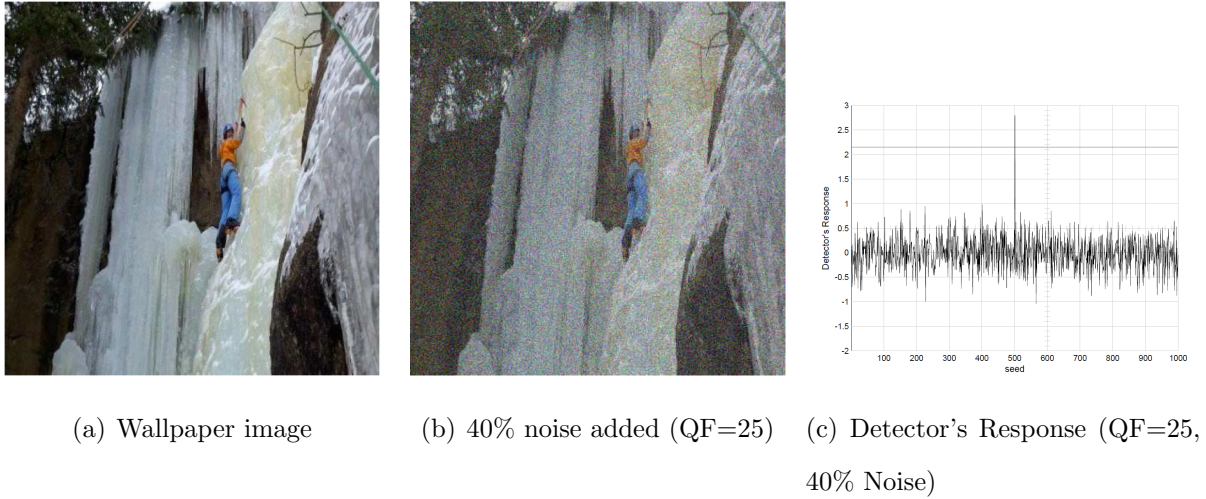 3
2.5
2
1.5
1
0.5
0
-0.5
-1
-1.5
-2
Detector's Response
100 200 300 400 500 600 700 800 900 1000
seed
(a) Wallpaper image
(b) 40% noise added (QF=25)
(c) Detector's Response (QF=25,
40% Noise)